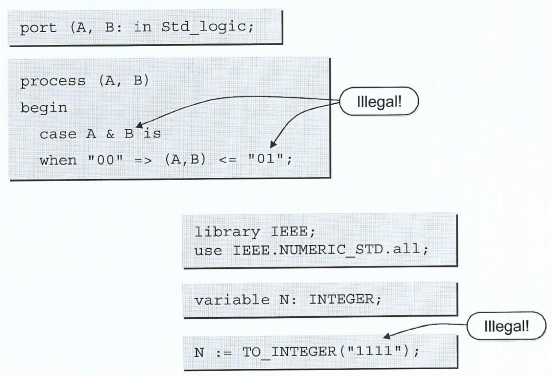 port (A, B: in Std_logic;
process (A, B)
begin
case A & B is
when "00" => (A,B) <= "01";
Illegal!
library IEEE;
use IEEE.NUMERIC_STD.all;
variable N: INTEGER;
Illegal!
N := TO_INTEGER("1111");